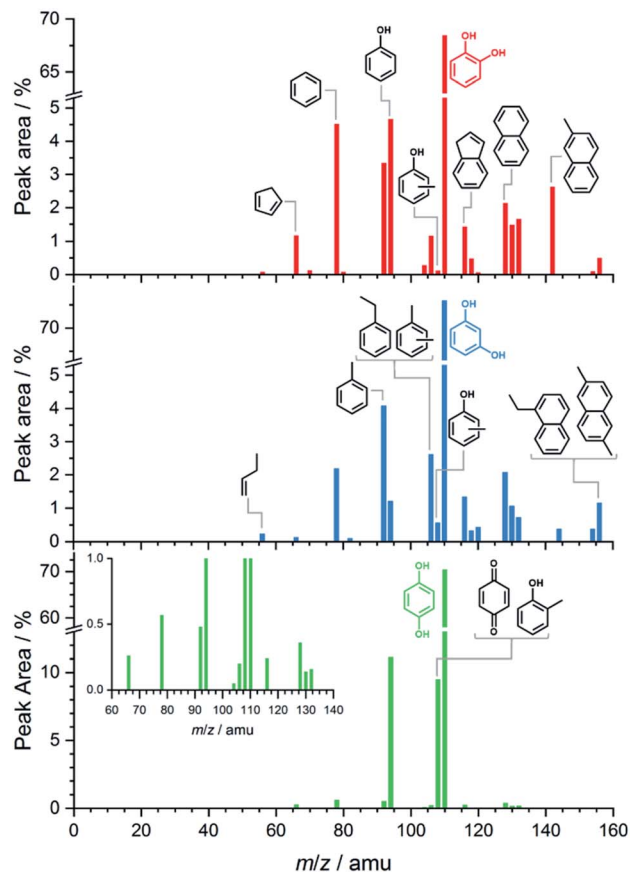 70
65
5
4
3
2
1
0
Peak area / %
OH
OH
OH
OH
70
5
4
3
2
1
0
Peak area / %
OH
OH
OH
70
60
10
5
0
Peak Area / %
1.0
0.5
0.0
60 70 80 90 100 110 120 130 140
m/z / amu
OH
OH
O
O
OH
0 20 40 60 80 100 120 140 160
m/z / amu